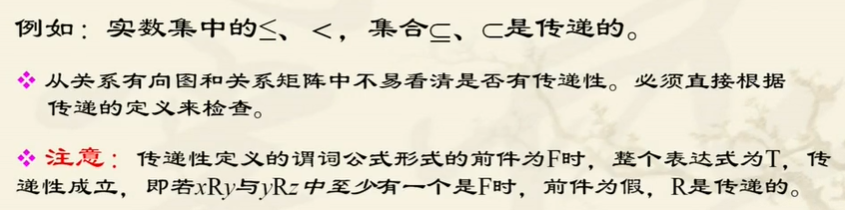 例如：实数集中的≤、<，集合⊆、⊂是传递的。
❖ 从关系有向图和关系矩阵中不易看清是否有传递性。必须直接根据
传递的定义来检查。
❖ 注意：传递性定义的谓词公式形式的前件为F时，整个表达式为T，传
递性成立，即若xRy与yRz中至少有一个是F时，前件为假，R是传递的。